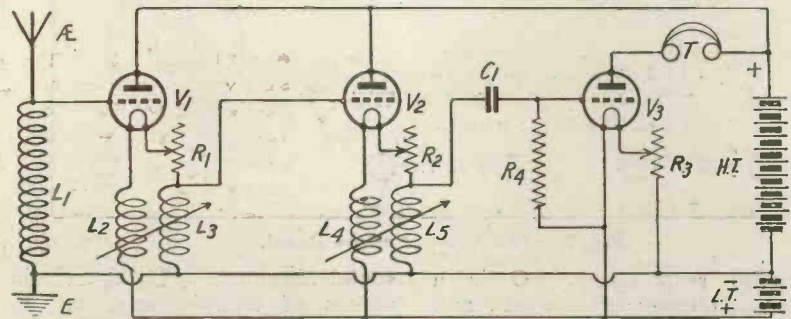 Æ
T
+
V1
V2
C1
V3
R1
R2
R4
R3
H.T.
L1
L2
L3
L4
L5
E
L.T.
-
+